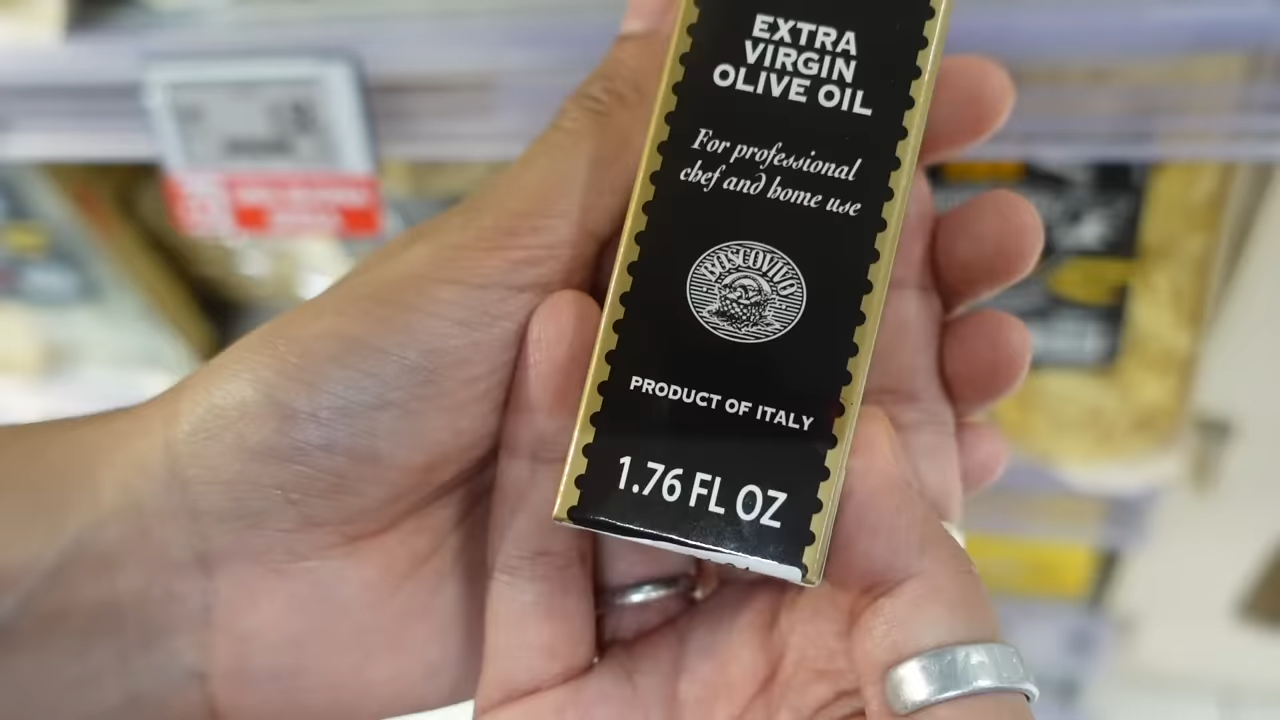 EXTRA
VIRGIN
OLIVE OIL
For professional
chef and home use
BOSCOVIVO
PRODUCT OF ITALY
1.76 FL OZ